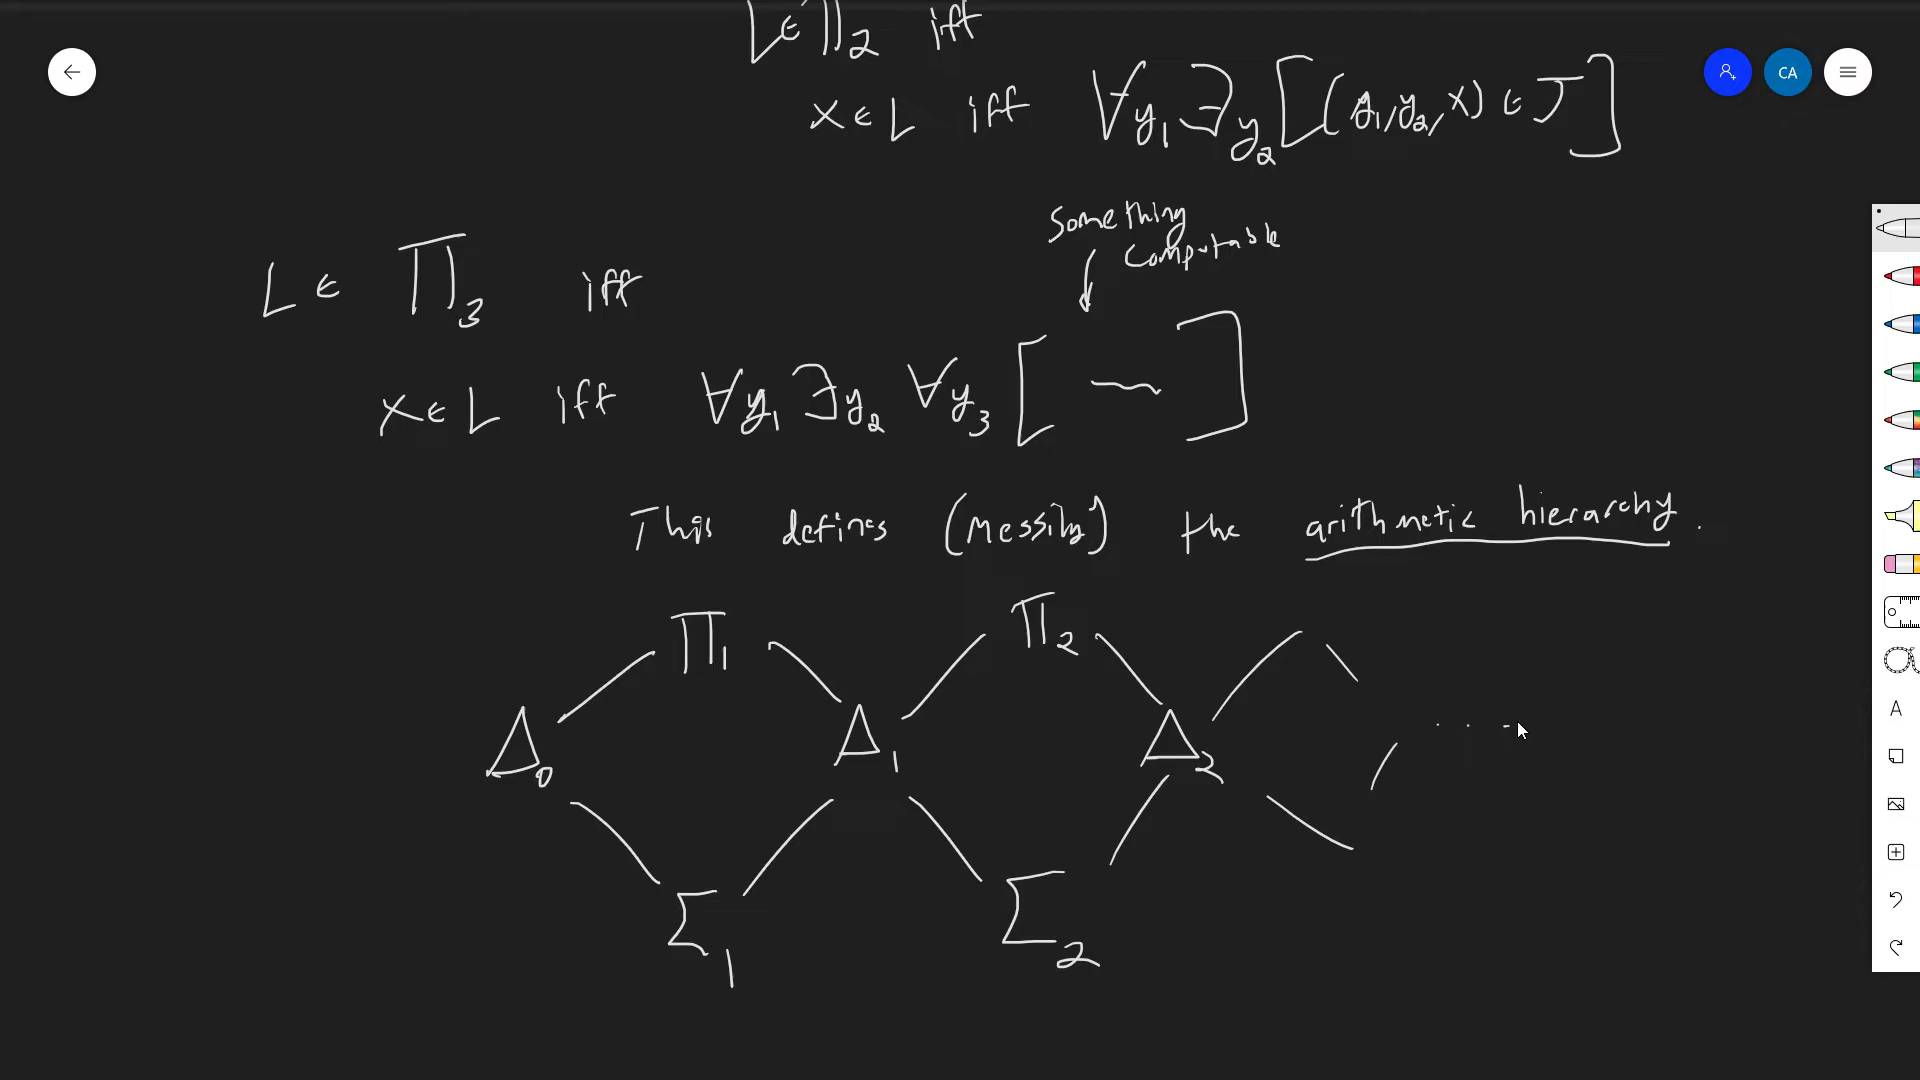 L ∈ Π₂ iff
x ∈ L iff ∀y₁ ∃y₂ [(y₁, y₂, x) ∈ J]
CA
Something
Computable
L ∈ Π₃ iff
x ∈ L iff ∀y₁ ∃y₂ ∀y₃ [ ~ ]
This defines (messily) the arithmetic hierarchy.
Π₁ Π₂
Δ₀ Δ₁ Δ₂ ...
Σ₁ Σ₂
A